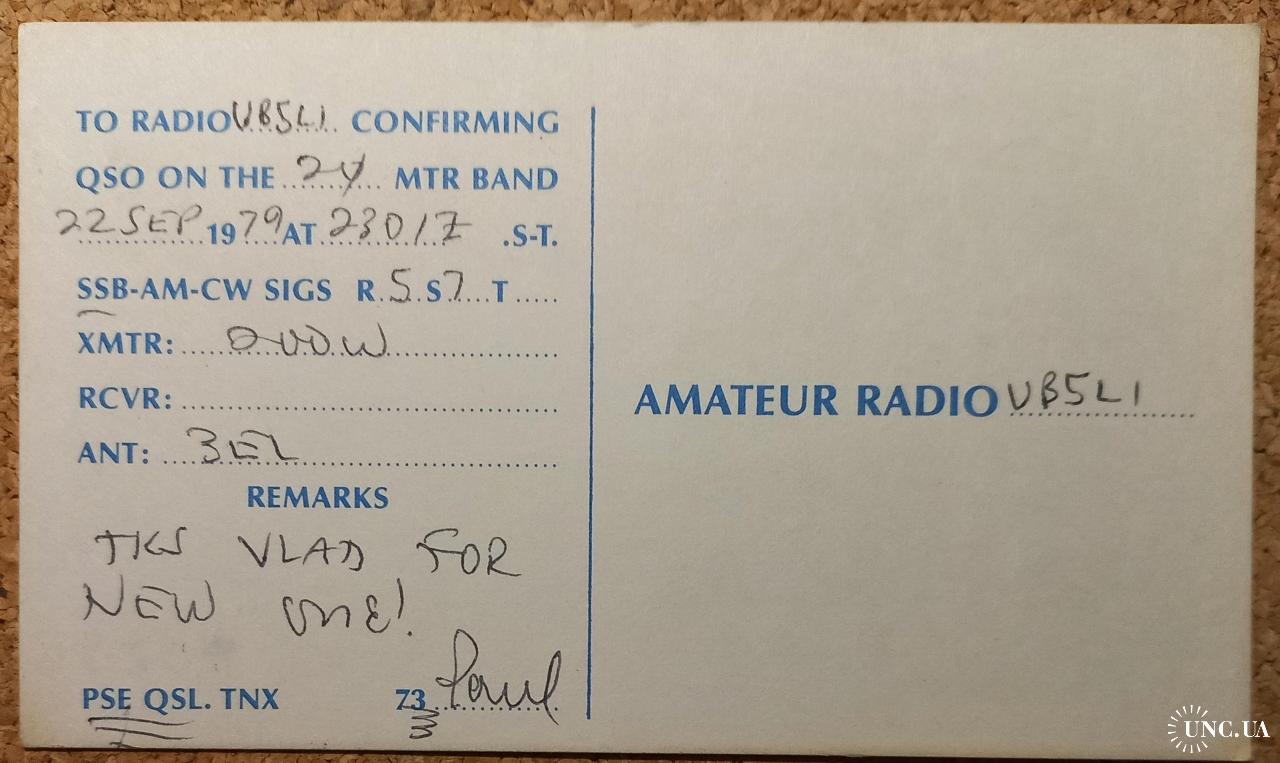 TO RADIO UB5LI CONFIRMING
QSO ON THE 2y MTR BAND
22 SEP 1979 AT 2301Z .S-T.
SSB-AM-CW SIGS R 5 S 7 T
XMTR: 200W
RCVR:
ANT: 3EL
REMARKS
TKS VLAD FOR
NEW ONE!
PSE QSL. TNX 73 Paul
AMATEUR RADIO UB5LI
UNC.UA